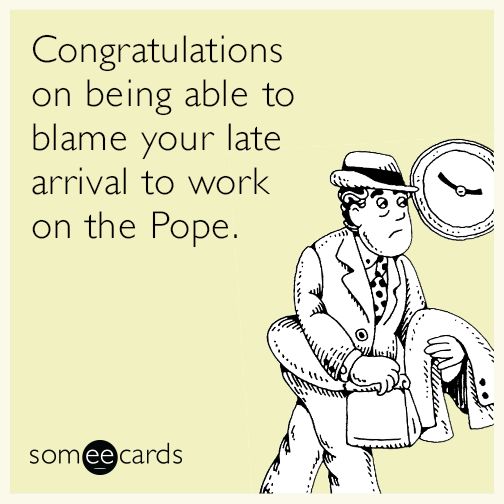 Congratulations
on being able to
blame your late
arrival to work
on the Pope.
someecards